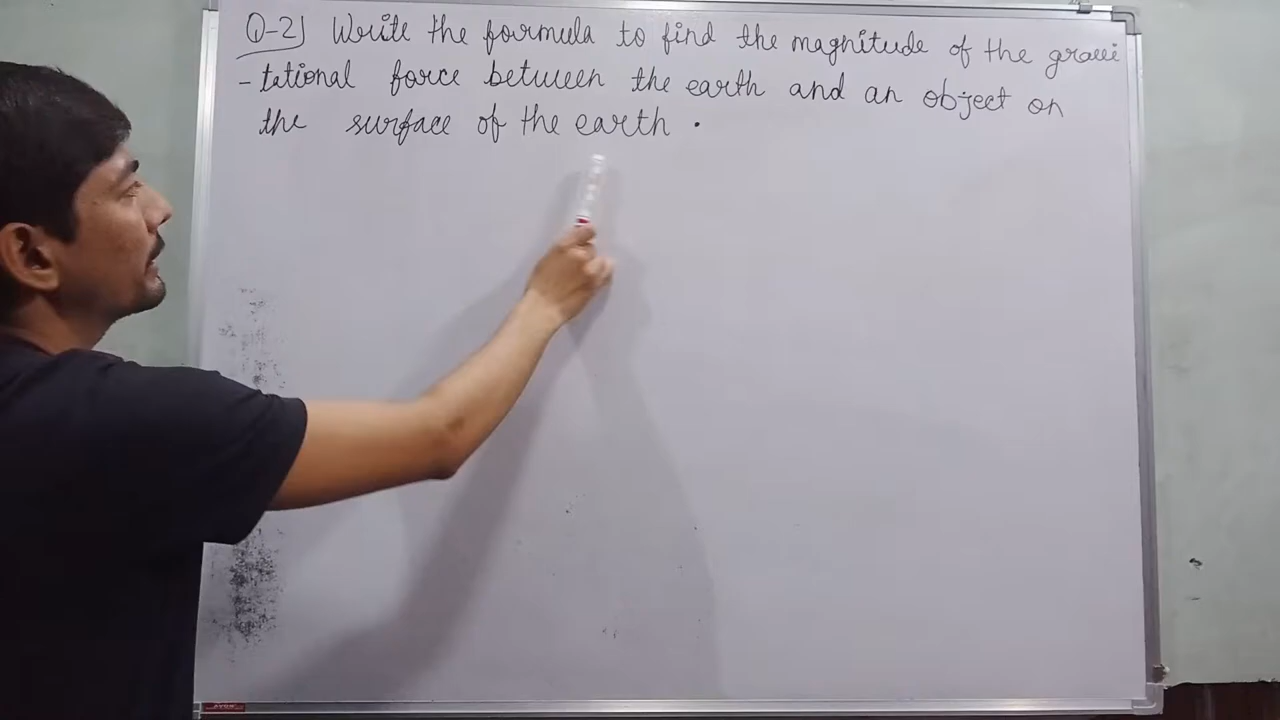 Q-2] Write the formula to find the magnitude of the gravi
-tational force between the earth and an object on
the surface of the earth .